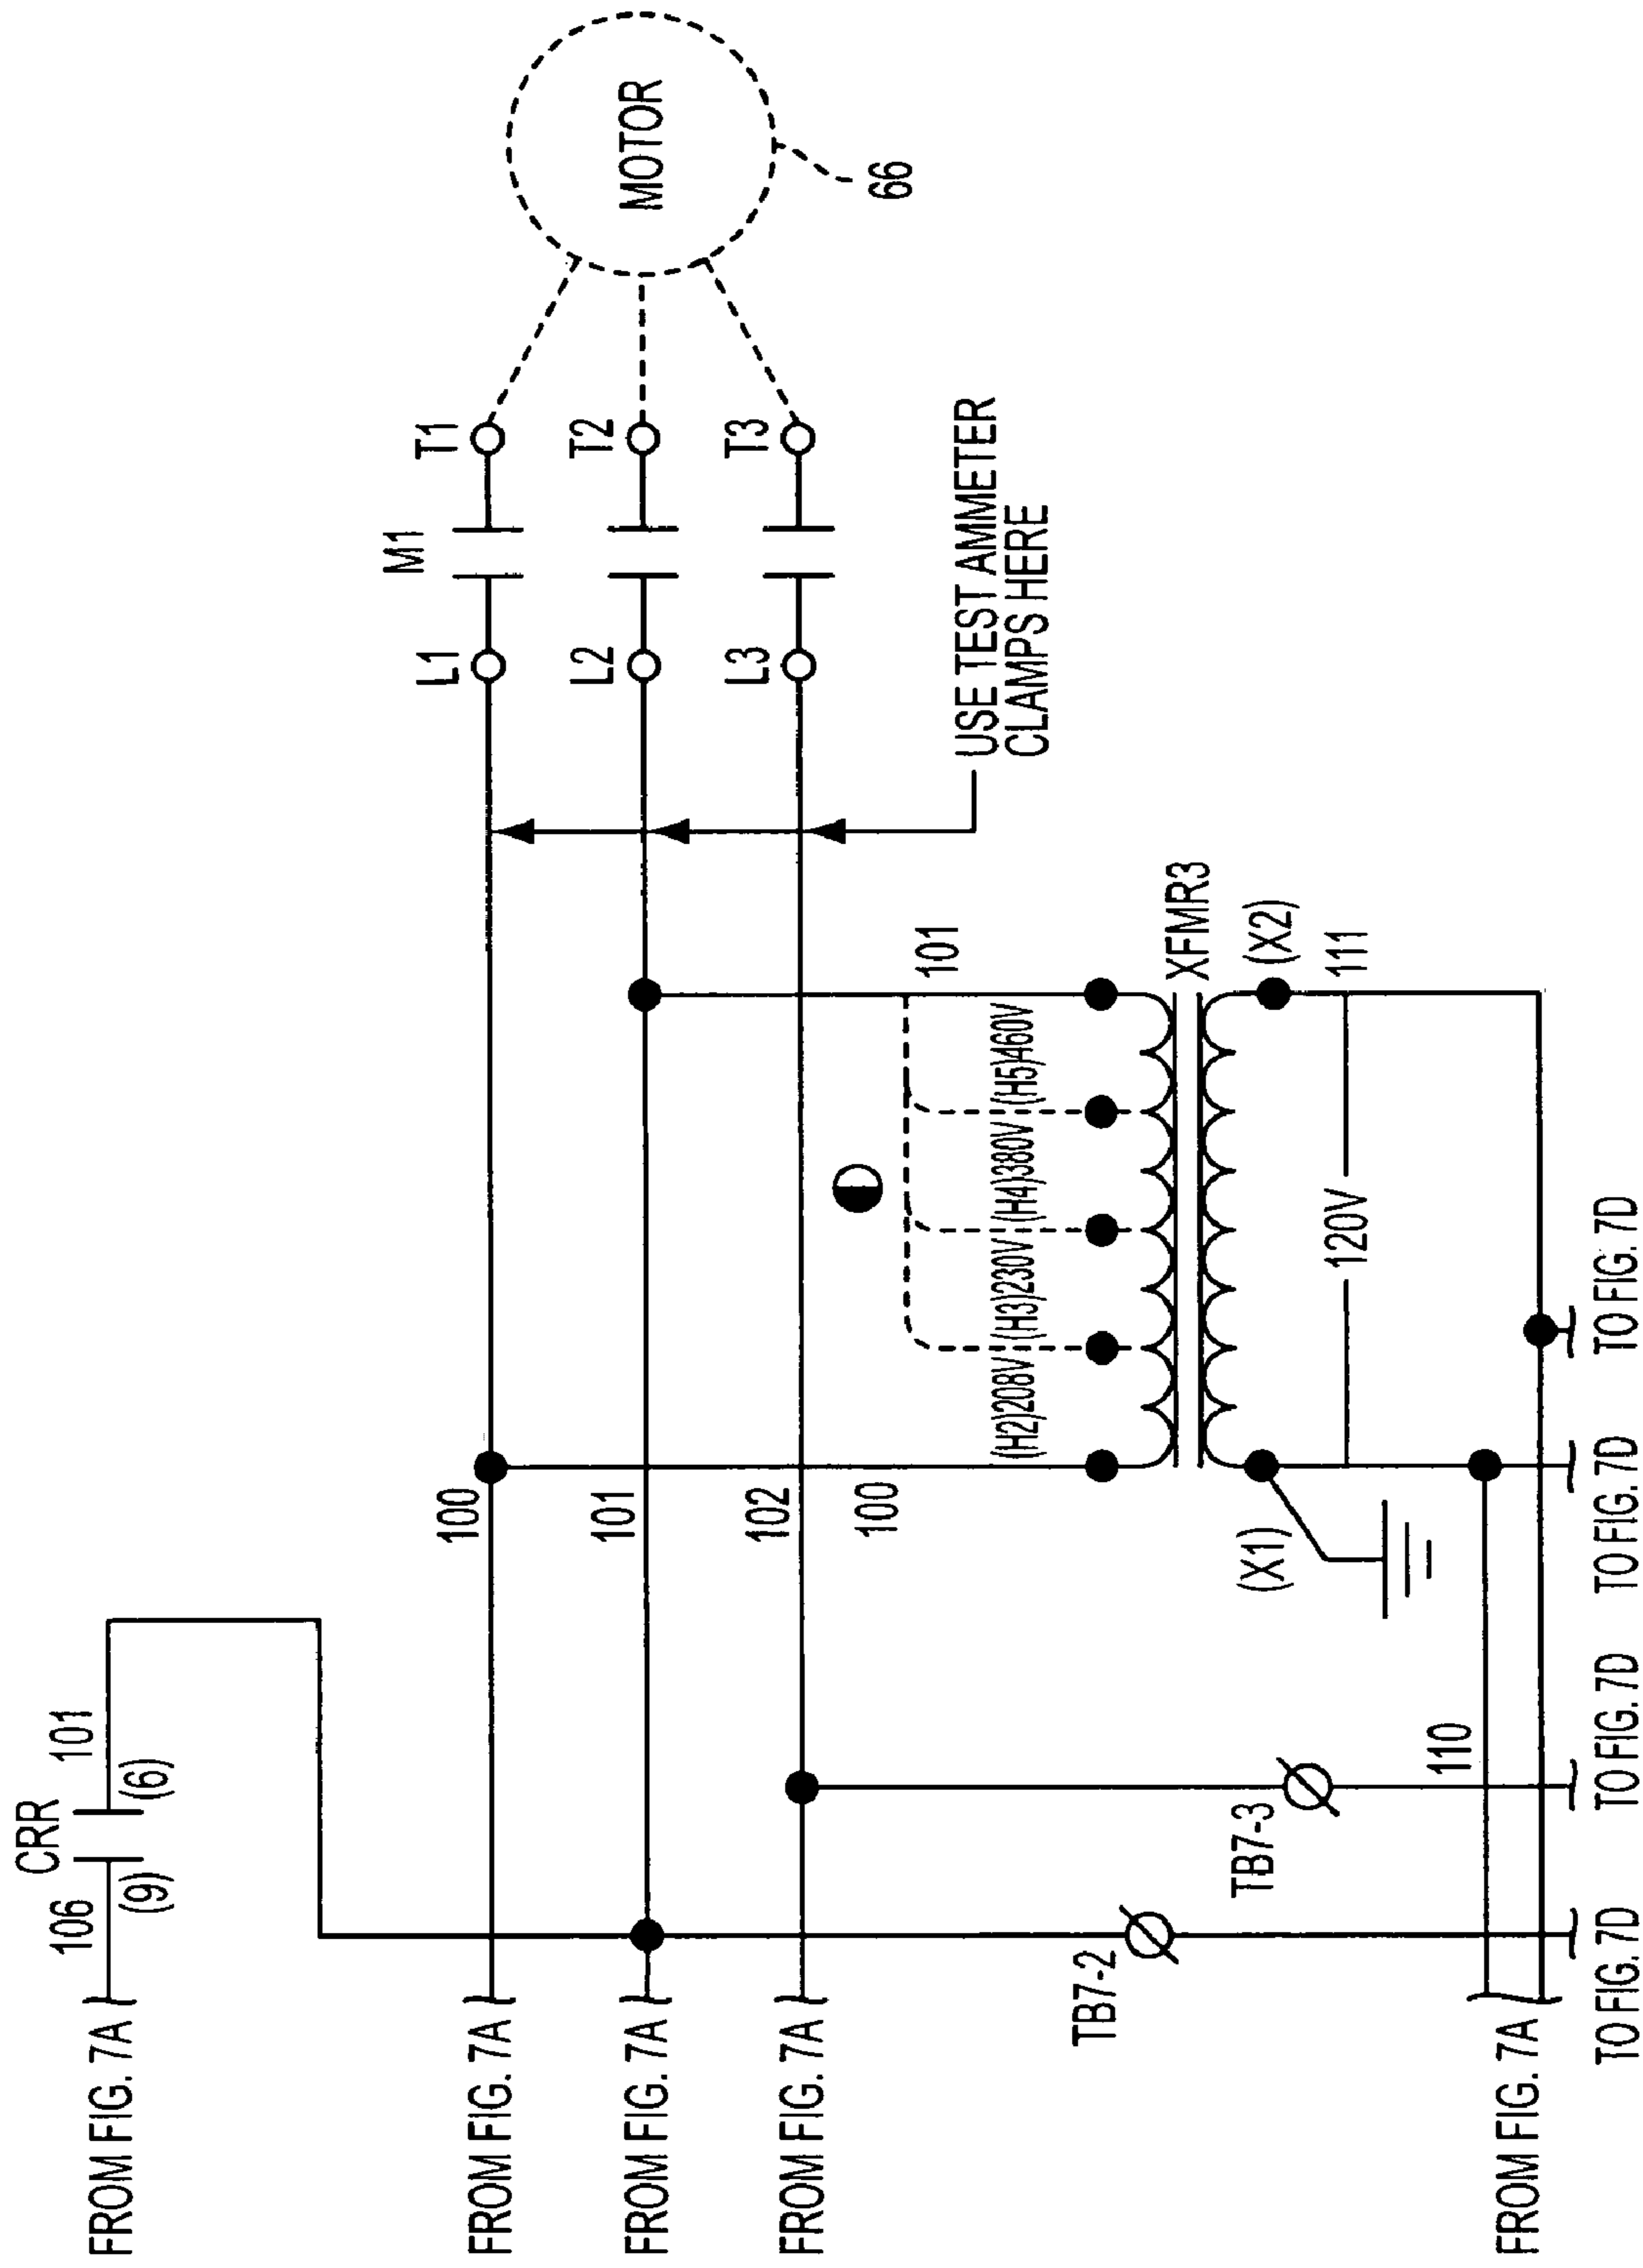 FROM FIG. 7A
106
CRR
101
(9)
(6)
FROM FIG. 7A
100
L1
M1
T1
FROM FIG. 7A
101
L2
T2
MOTOR
FROM FIG. 7A
102
L3
T3
66
100
101
USE TEST AMMETER
CLAMPS HERE
(H2)208V
(H3)230V
(H4)380V
(H5)460V
TB7-2
TB7-3
XFMR3
(X1)
(X2)
120V
111
110
FROM FIG. 7A
TO FIG. 7D
TO FIG. 7D
TO FIG. 7D
TO FIG. 7D